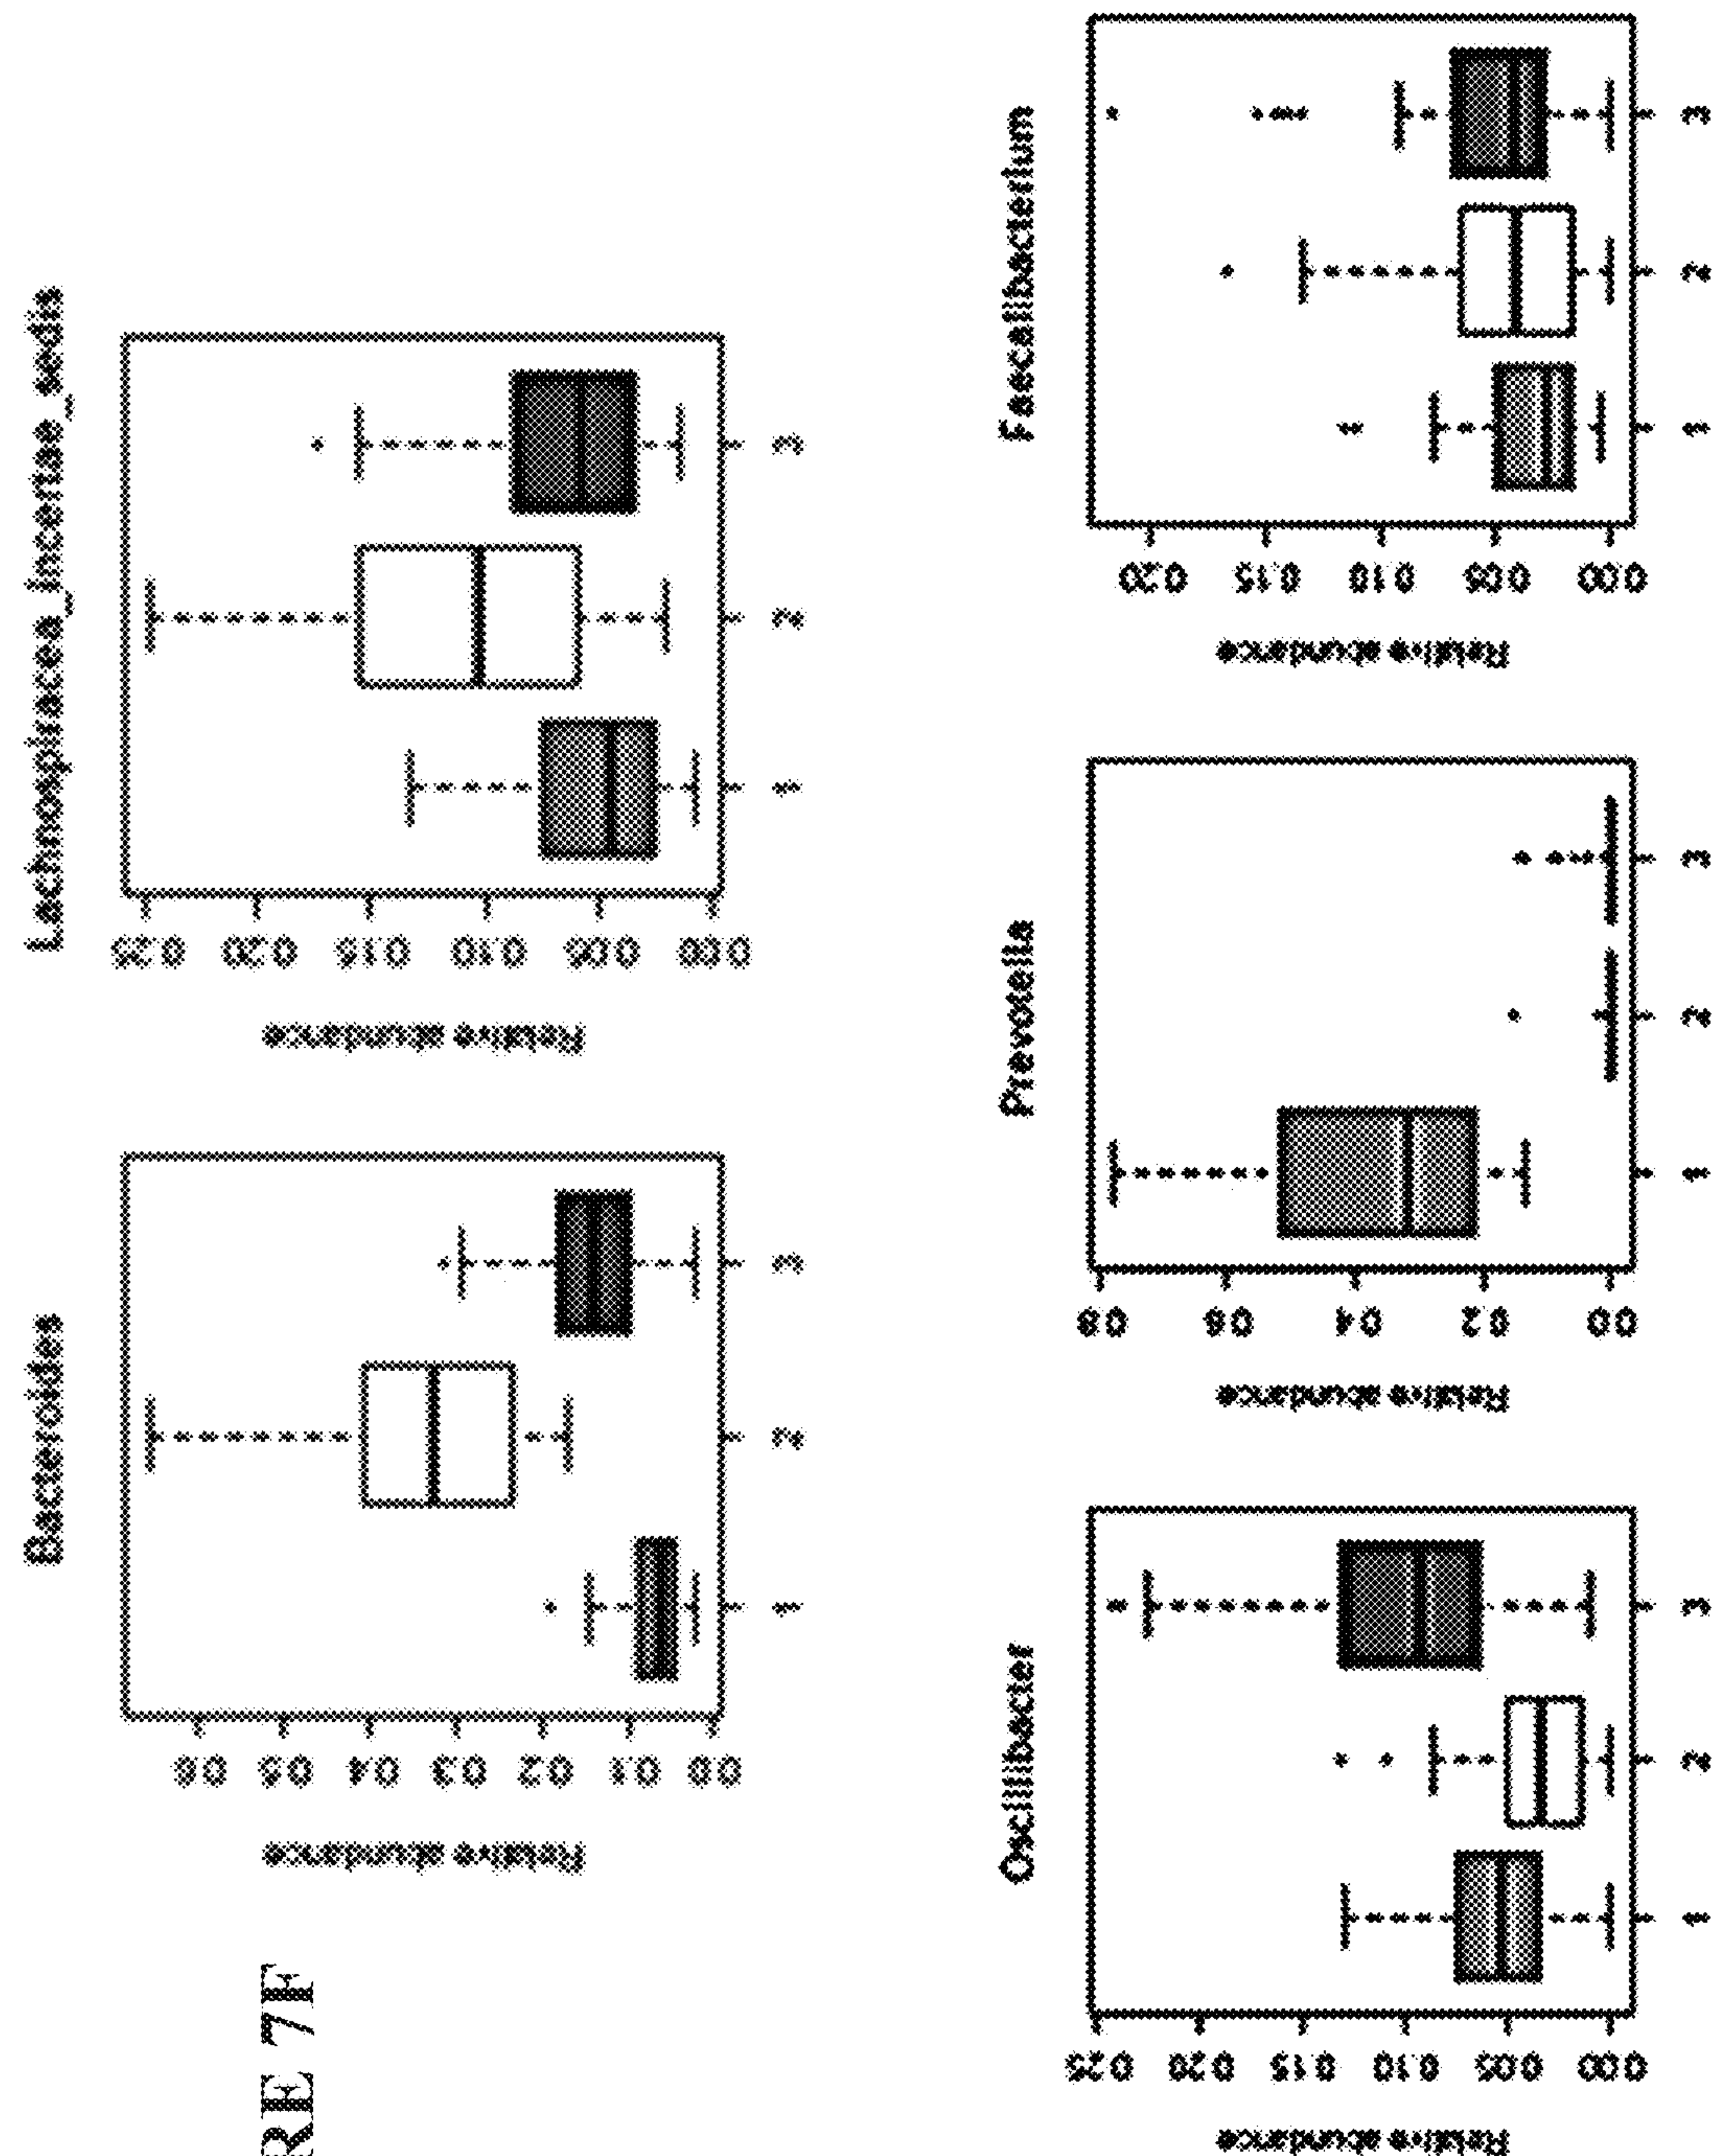 RE 7F
Bacteroides
Relative abundance
0.0 0.1 0.2 0.3 0.4 0.5 0.6
1 2 3
Lachnospiracea_incertae_sedis
Relative abundance
0.00 0.05 0.10 0.15 0.20 0.25
1 2 3
Oscillibacter
Relative abundance
0.00 0.05 0.10 0.15 0.20 0.25
1 2 3
Prevotella
Relative abundance
0.0 0.2 0.4 0.6 0.8
1 2 3
Faecalibacterium
Relative abundance
0.00 0.05 0.10 0.15 0.20
1 2 3